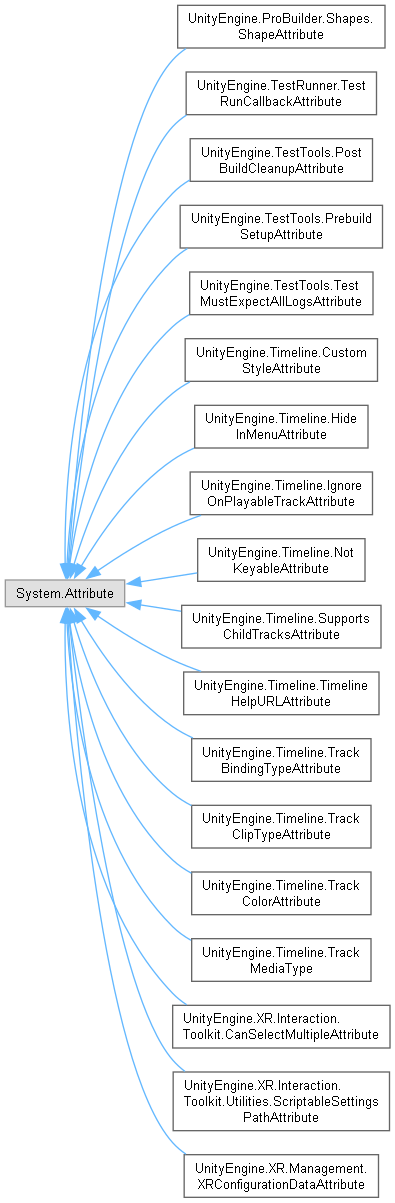 UnityEngine.ProBuilder.Shapes.
ShapeAttribute
UnityEngine.TestRunner.Test
RunCallbackAttribute
UnityEngine.TestTools.Post
BuildCleanupAttribute
UnityEngine.TestTools.Prebuild
SetupAttribute
UnityEngine.TestTools.Test
MustExpectAllLogsAttribute
UnityEngine.Timeline.Custom
StyleAttribute
UnityEngine.Timeline.Hide
InMenuAttribute
UnityEngine.Timeline.Ignore
OnPlayableTrackAttribute
UnityEngine.Timeline.Not
KeyableAttribute
System.Attribute
UnityEngine.Timeline.Supports
ChildTracksAttribute
UnityEngine.Timeline.Timeline
HelpURLAttribute
UnityEngine.Timeline.Track
BindingTypeAttribute
UnityEngine.Timeline.Track
ClipTypeAttribute
UnityEngine.Timeline.Track
ColorAttribute
UnityEngine.Timeline.Track
MediaType
UnityEngine.XR.Interaction.
Toolkit.CanSelectMultipleAttribute
UnityEngine.XR.Interaction.
Toolkit.Utilities.ScriptableSettings
PathAttribute
UnityEngine.XR.Management.
XRConfigurationDataAttribute